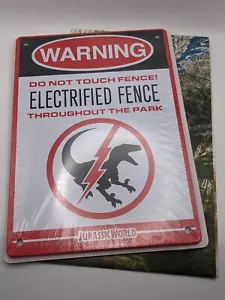 WARNING
DO NOT TOUCH FENCE!
ELECTRIFIED FENCE
THROUGHOUT THE PARK
JURASSIC WORLD